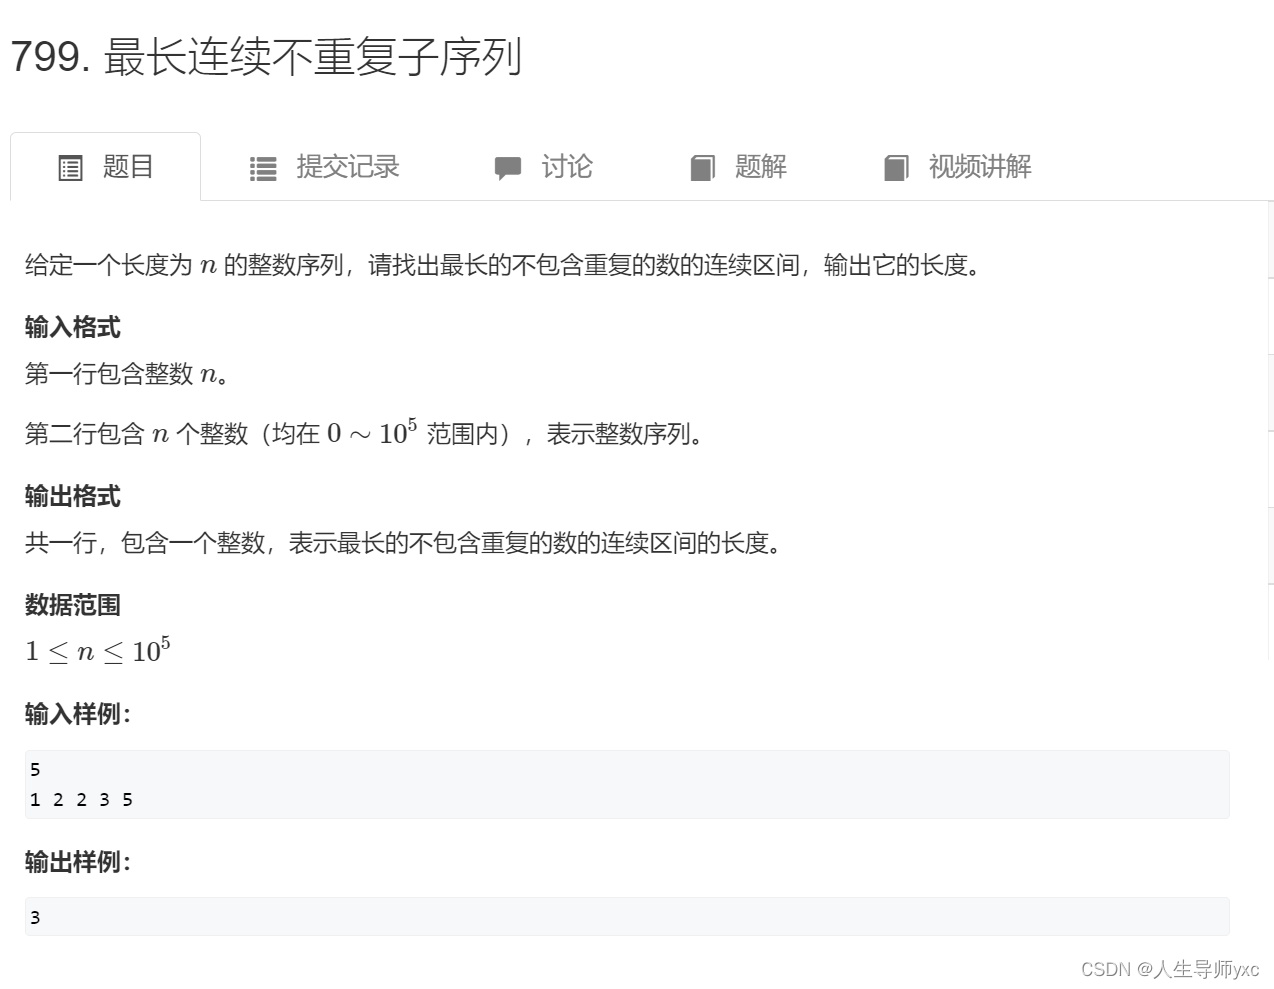 799. 最长连续不重复子序列
题目 提交记录 讨论 题解 视频讲解
给定一个长度为 n 的整数序列，请找出最长的不包含重复的数的连续区间，输出它的长度。
输入格式
第一行包含整数 n。
第二行包含 n 个整数（均在 0 ∼ 10⁵ 范围内），表示整数序列。
输出格式
共一行，包含一个整数，表示最长的不包含重复的数的连续区间的长度。
数据范围
1 ≤ n ≤ 10⁵
输入样例：
5
1 2 2 3 5
输出样例：
3
CSDN @人生导师yxc